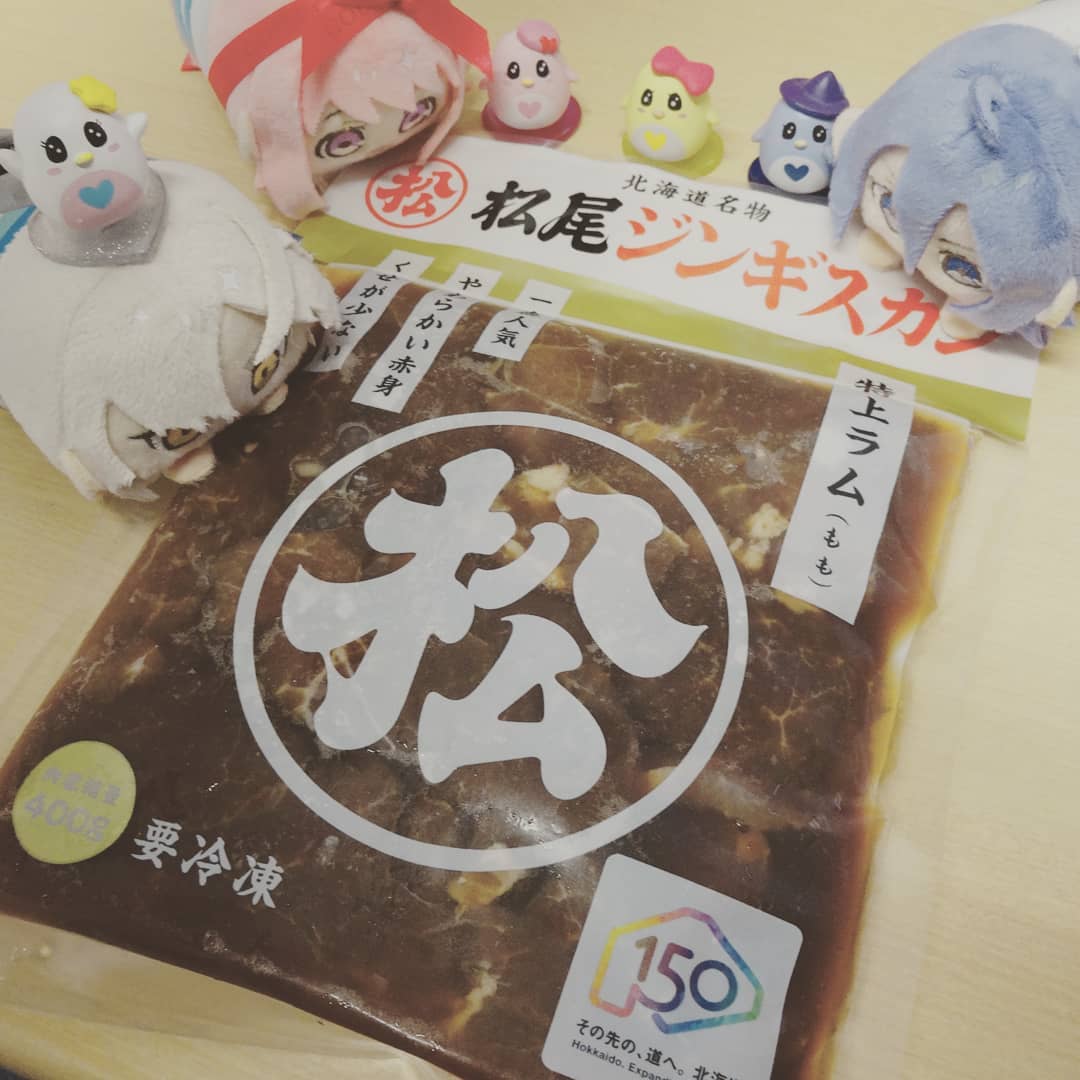 北海道名物
松 松尾ジンギスカン
一番人気
やわらかい赤身
くせが少ない
特上ラム(もも)
松
400g
要冷凍
150
その先の、道へ。北海
Hokkaido. Expan